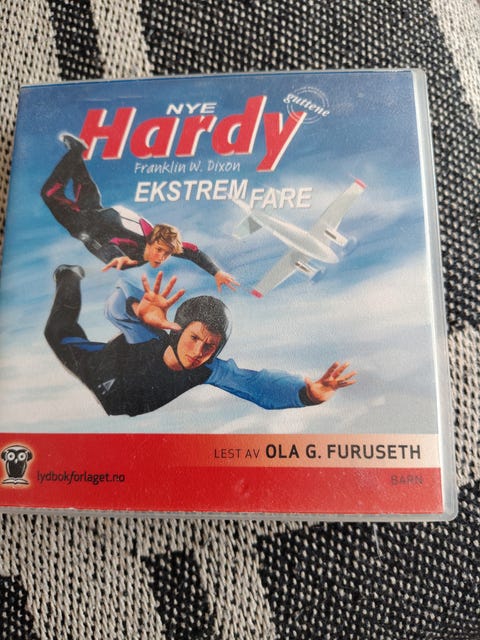 NYE
Hardy
guttene
Franklin W. Dixon
EKSTREM FARE
LEST AV OLA G. FURUSETH
lydbokforlaget.no
BARN